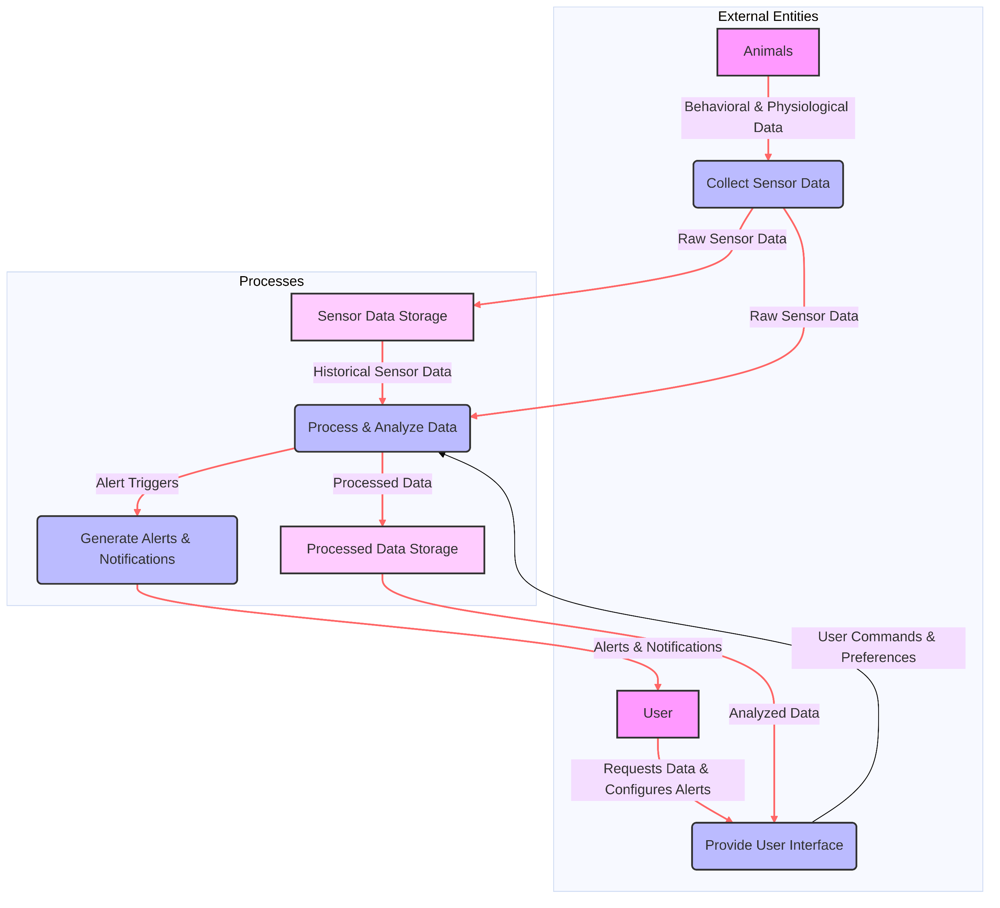 External Entities
Animals
Behavioral & Physiological
Data
Collect Sensor Data
Raw Sensor Data
Processes
Sensor Data Storage
Raw Sensor Data
Historical Sensor Data
Process & Analyze Data
Alert Triggers
Processed Data
Generate Alerts &
Notifications
Processed Data Storage
Alerts & Notifications
User Commands &
Preferences
User
Analyzed Data
Requests Data &
Configures Alerts
Provide User Interface